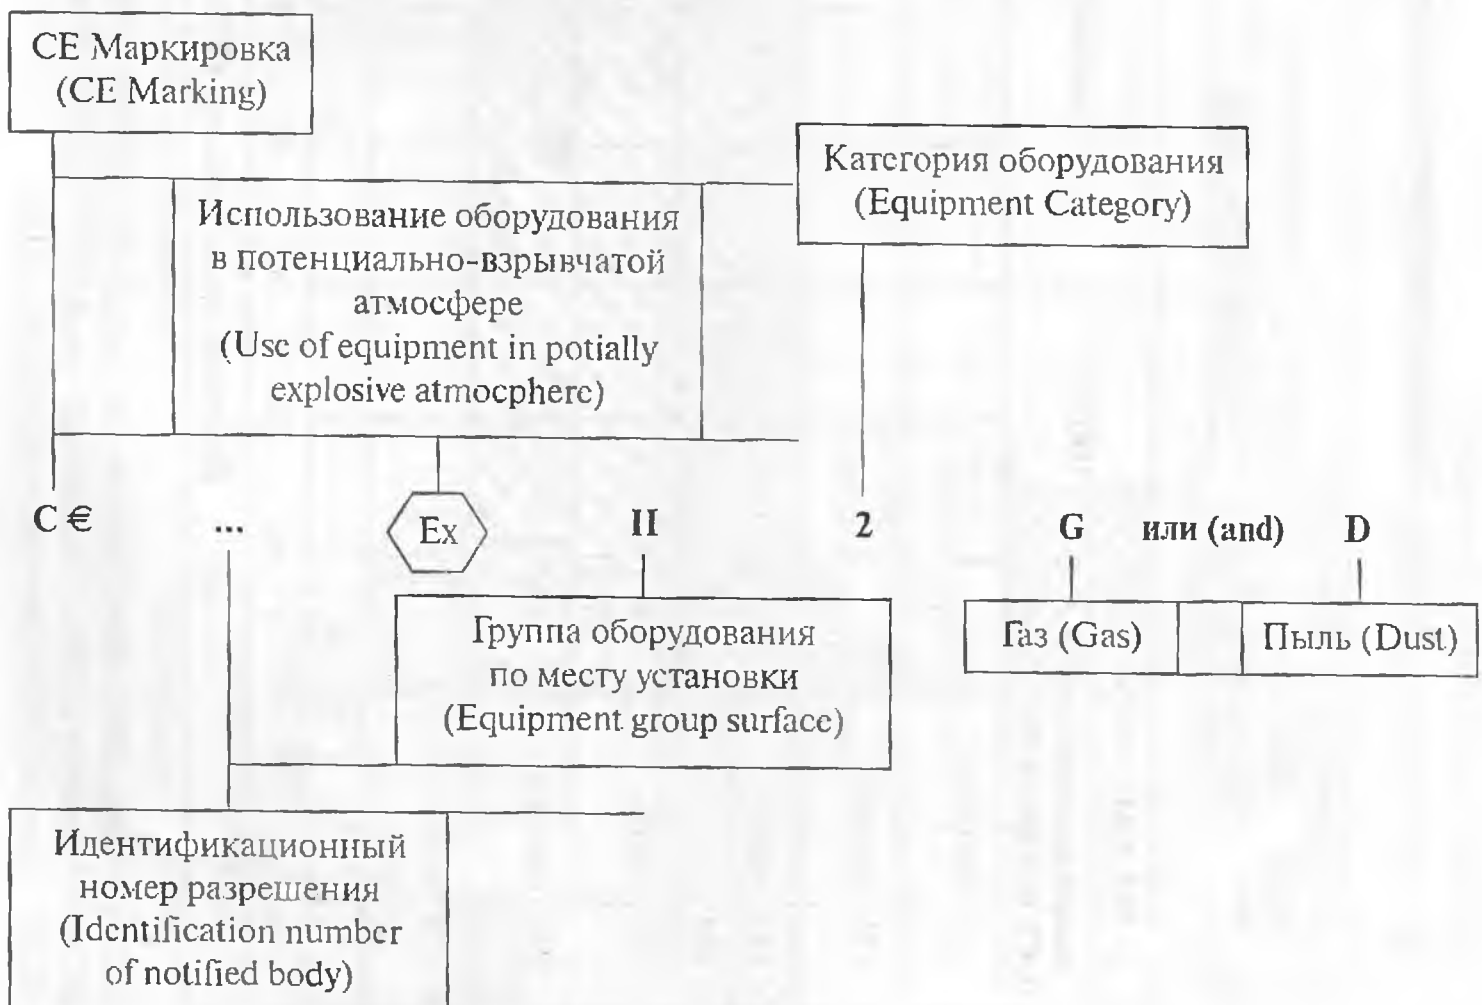 CE Маркировка
(CE Marking)
Категория оборудования
(Equipment Category)
Использование оборудования
в потенциально-взрывчатой
атмосфере
(Use of equipment in potially
explosive atmocphere)
C € ... Ex II 2 G или (and) D
Группа оборудования
по месту установки
(Equipment group surface)
Газ (Gas) Пыль (Dust)
Идентификационный
номер разрешения
(Identification number
of notified body)